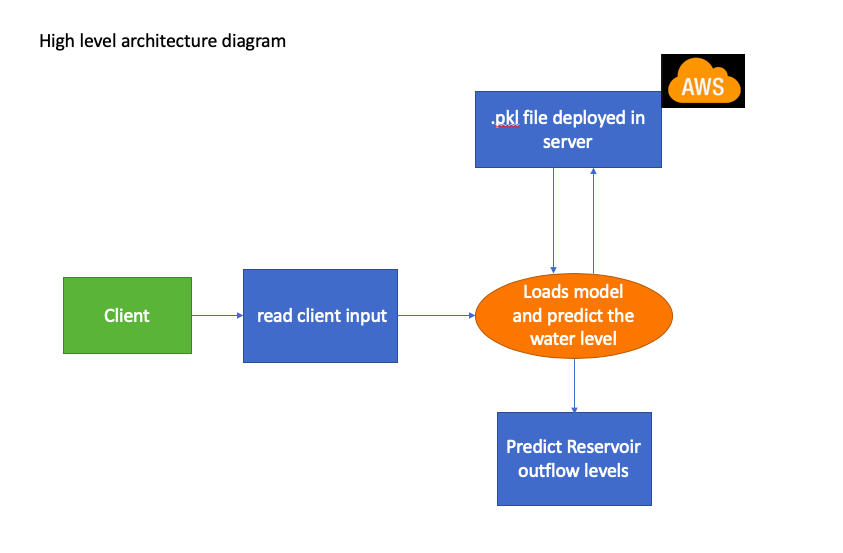 High level architecture diagram
AWS
.pkl file deployed in
server
Client
read client input
Loads model
and predict the
water level
Predict Reservoir
outflow levels